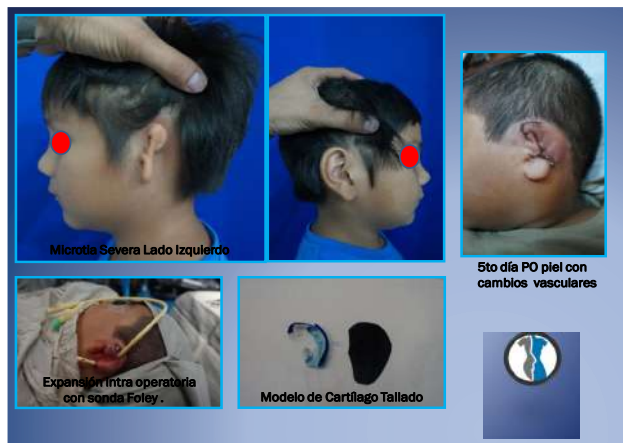 Microtia Severa Lado Izquierdo
5to día PO piel con
cambios vasculares
Expansión intra operatoria
con sonda Foley .
Modelo de Cartílago Tallado